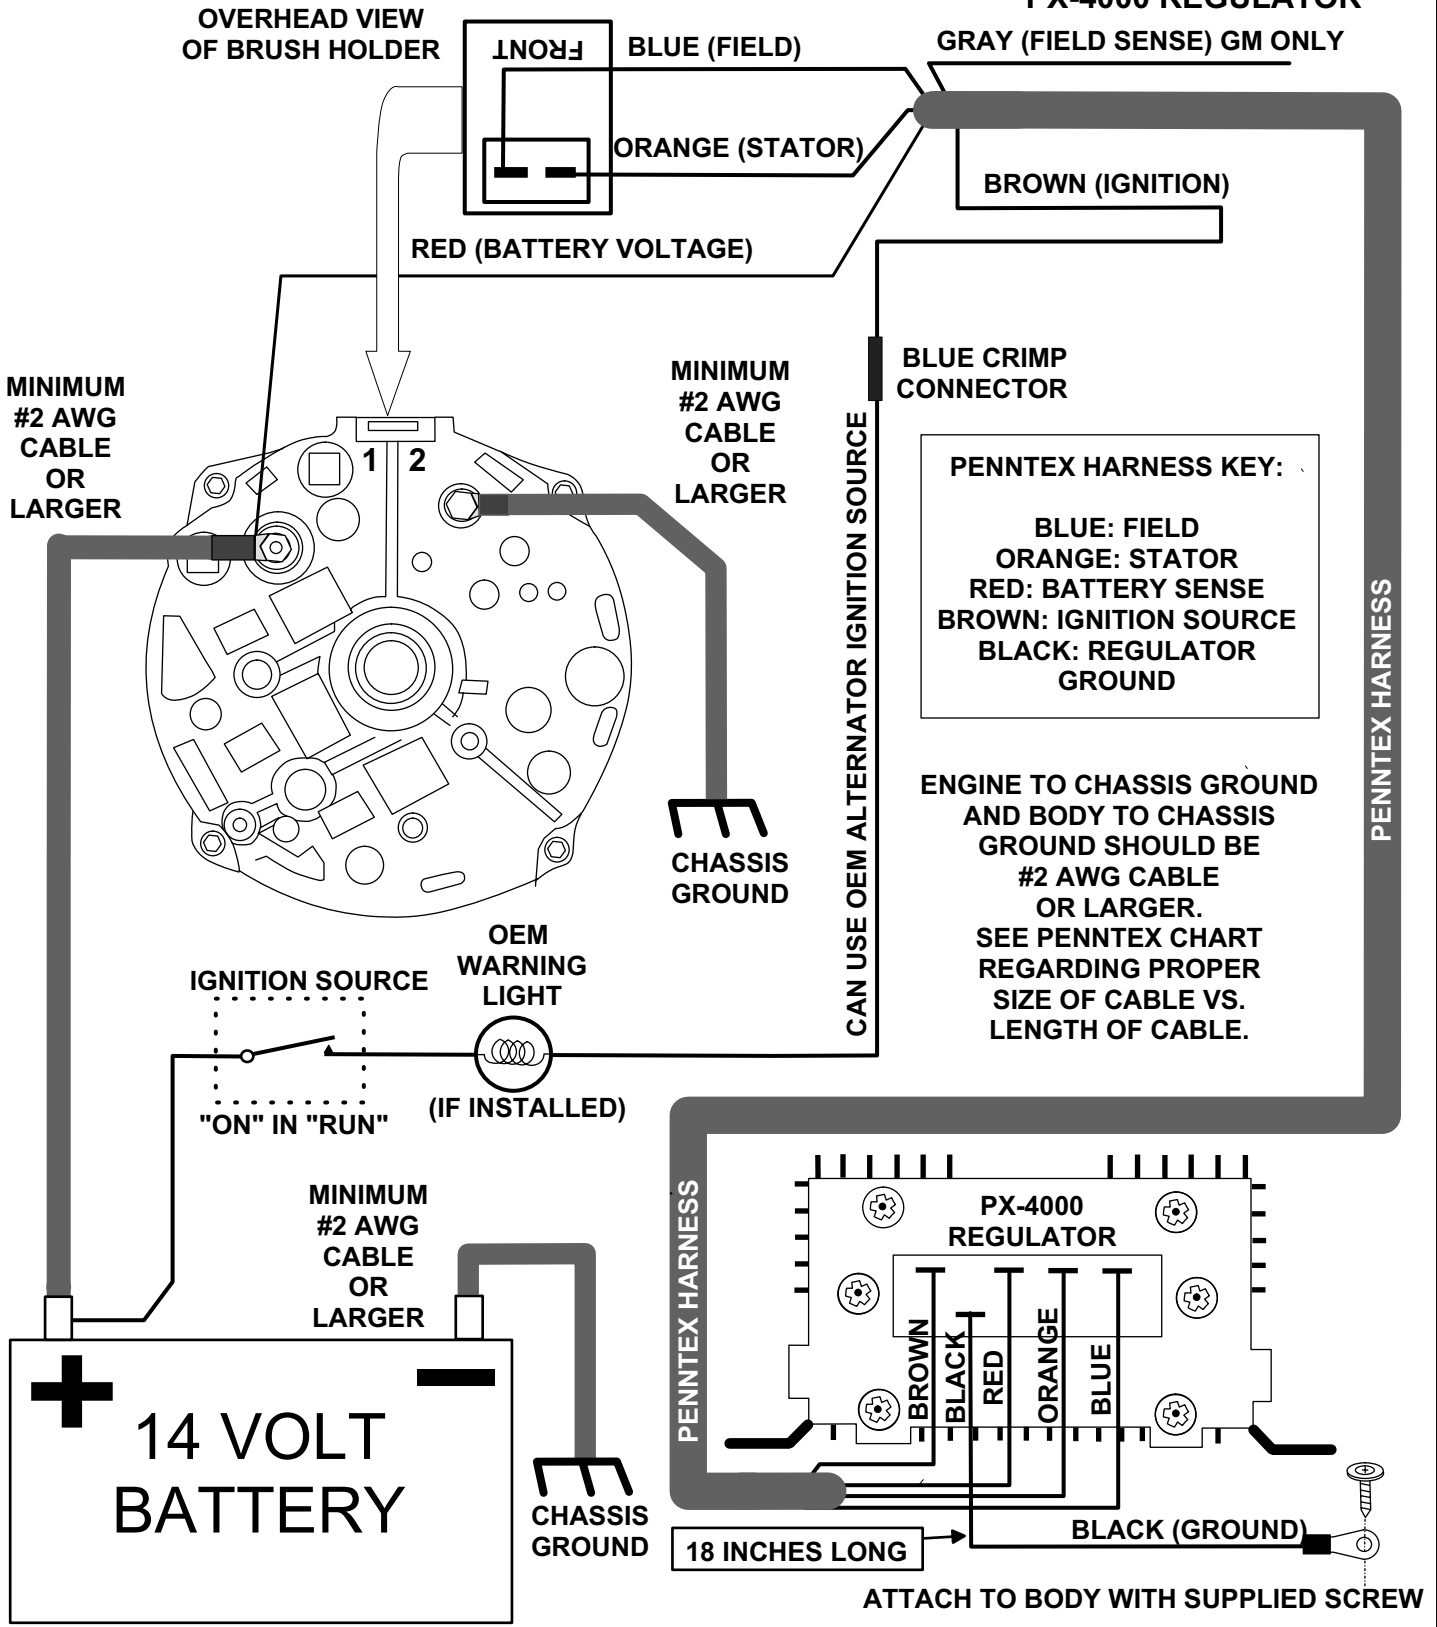 PX-4000 REGULATOR
OVERHEAD VIEW
OF BRUSH HOLDER
FRONT
BLUE (FIELD)
GRAY (FIELD SENSE) GM ONLY
ORANGE (STATOR)
BROWN (IGNITION)
RED (BATTERY VOLTAGE)
MINIMUM
#2 AWG
CABLE
OR
LARGER
MINIMUM
#2 AWG
CABLE
OR
LARGER
BLUE CRIMP
CONNECTOR
1 2
CAN USE OEM ALTERNATOR IGNITION SOURCE
PENNTEX HARNESS KEY:
BLUE: FIELD
ORANGE: STATOR
RED: BATTERY SENSE
BROWN: IGNITION SOURCE
BLACK: REGULATOR
GROUND
PENNTEX HARNESS
ENGINE TO CHASSIS GROUND
AND BODY TO CHASSIS
GROUND SHOULD BE
#2 AWG CABLE
OR LARGER.
SEE PENNTEX CHART
REGARDING PROPER
SIZE OF CABLE VS.
LENGTH OF CABLE.
CHASSIS
GROUND
OEM
WARNING
LIGHT
IGNITION SOURCE
(IF INSTALLED)
"ON" IN "RUN"
MINIMUM
#2 AWG
CABLE
OR
LARGER
PENNTEX HARNESS
PX-4000
REGULATOR
BROWN
BLACK
RED
ORANGE
BLUE
14 VOLT
BATTERY
CHASSIS
GROUND
18 INCHES LONG
BLACK (GROUND)
ATTACH TO BODY WITH SUPPLIED SCREW